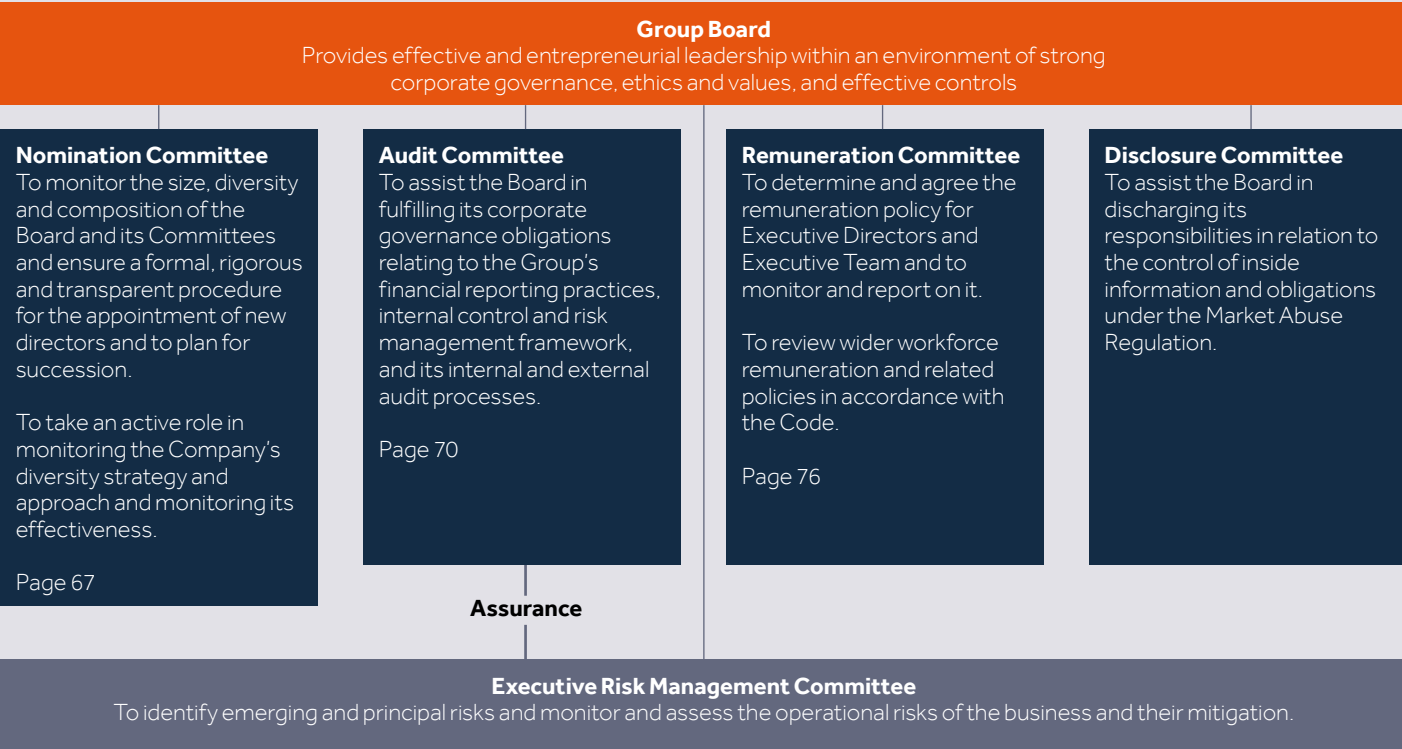 Group Board
Provides effective and entrepreneurial leadership within an environment of strong
corporate governance, ethics and values, and effective controls
Nomination Committee
To monitor the size, diversity
and composition of the
Board and its Committees
and ensure a formal, rigorous
and transparent procedure
for the appointment of new
directors and to plan for
succession.
To take an active role in
monitoring the Company's
diversity strategy and
approach and monitoring its
effectiveness.
Page 67
Audit Committee
To assist the Board in
fulfilling its corporate
governance obligations
relating to the Group's
financial reporting practices,
internal control and risk
management framework,
and its internal and external
audit processes.
Page 70
Remuneration Committee
To determine and agree the
remuneration policy for
Executive Directors and
Executive Team and to
monitor and report on it.
To review wider workforce
remuneration and related
policies in accordance with
the Code.
Page 76
Disclosure Committee
To assist the Board in
discharging its
responsibilities in relation to
the control of inside
information and obligations
under the Market Abuse
Regulation.
Assurance
Executive Risk Management Committee
To identify emerging and principal risks and monitor and assess the operational risks of the business and their mitigation.